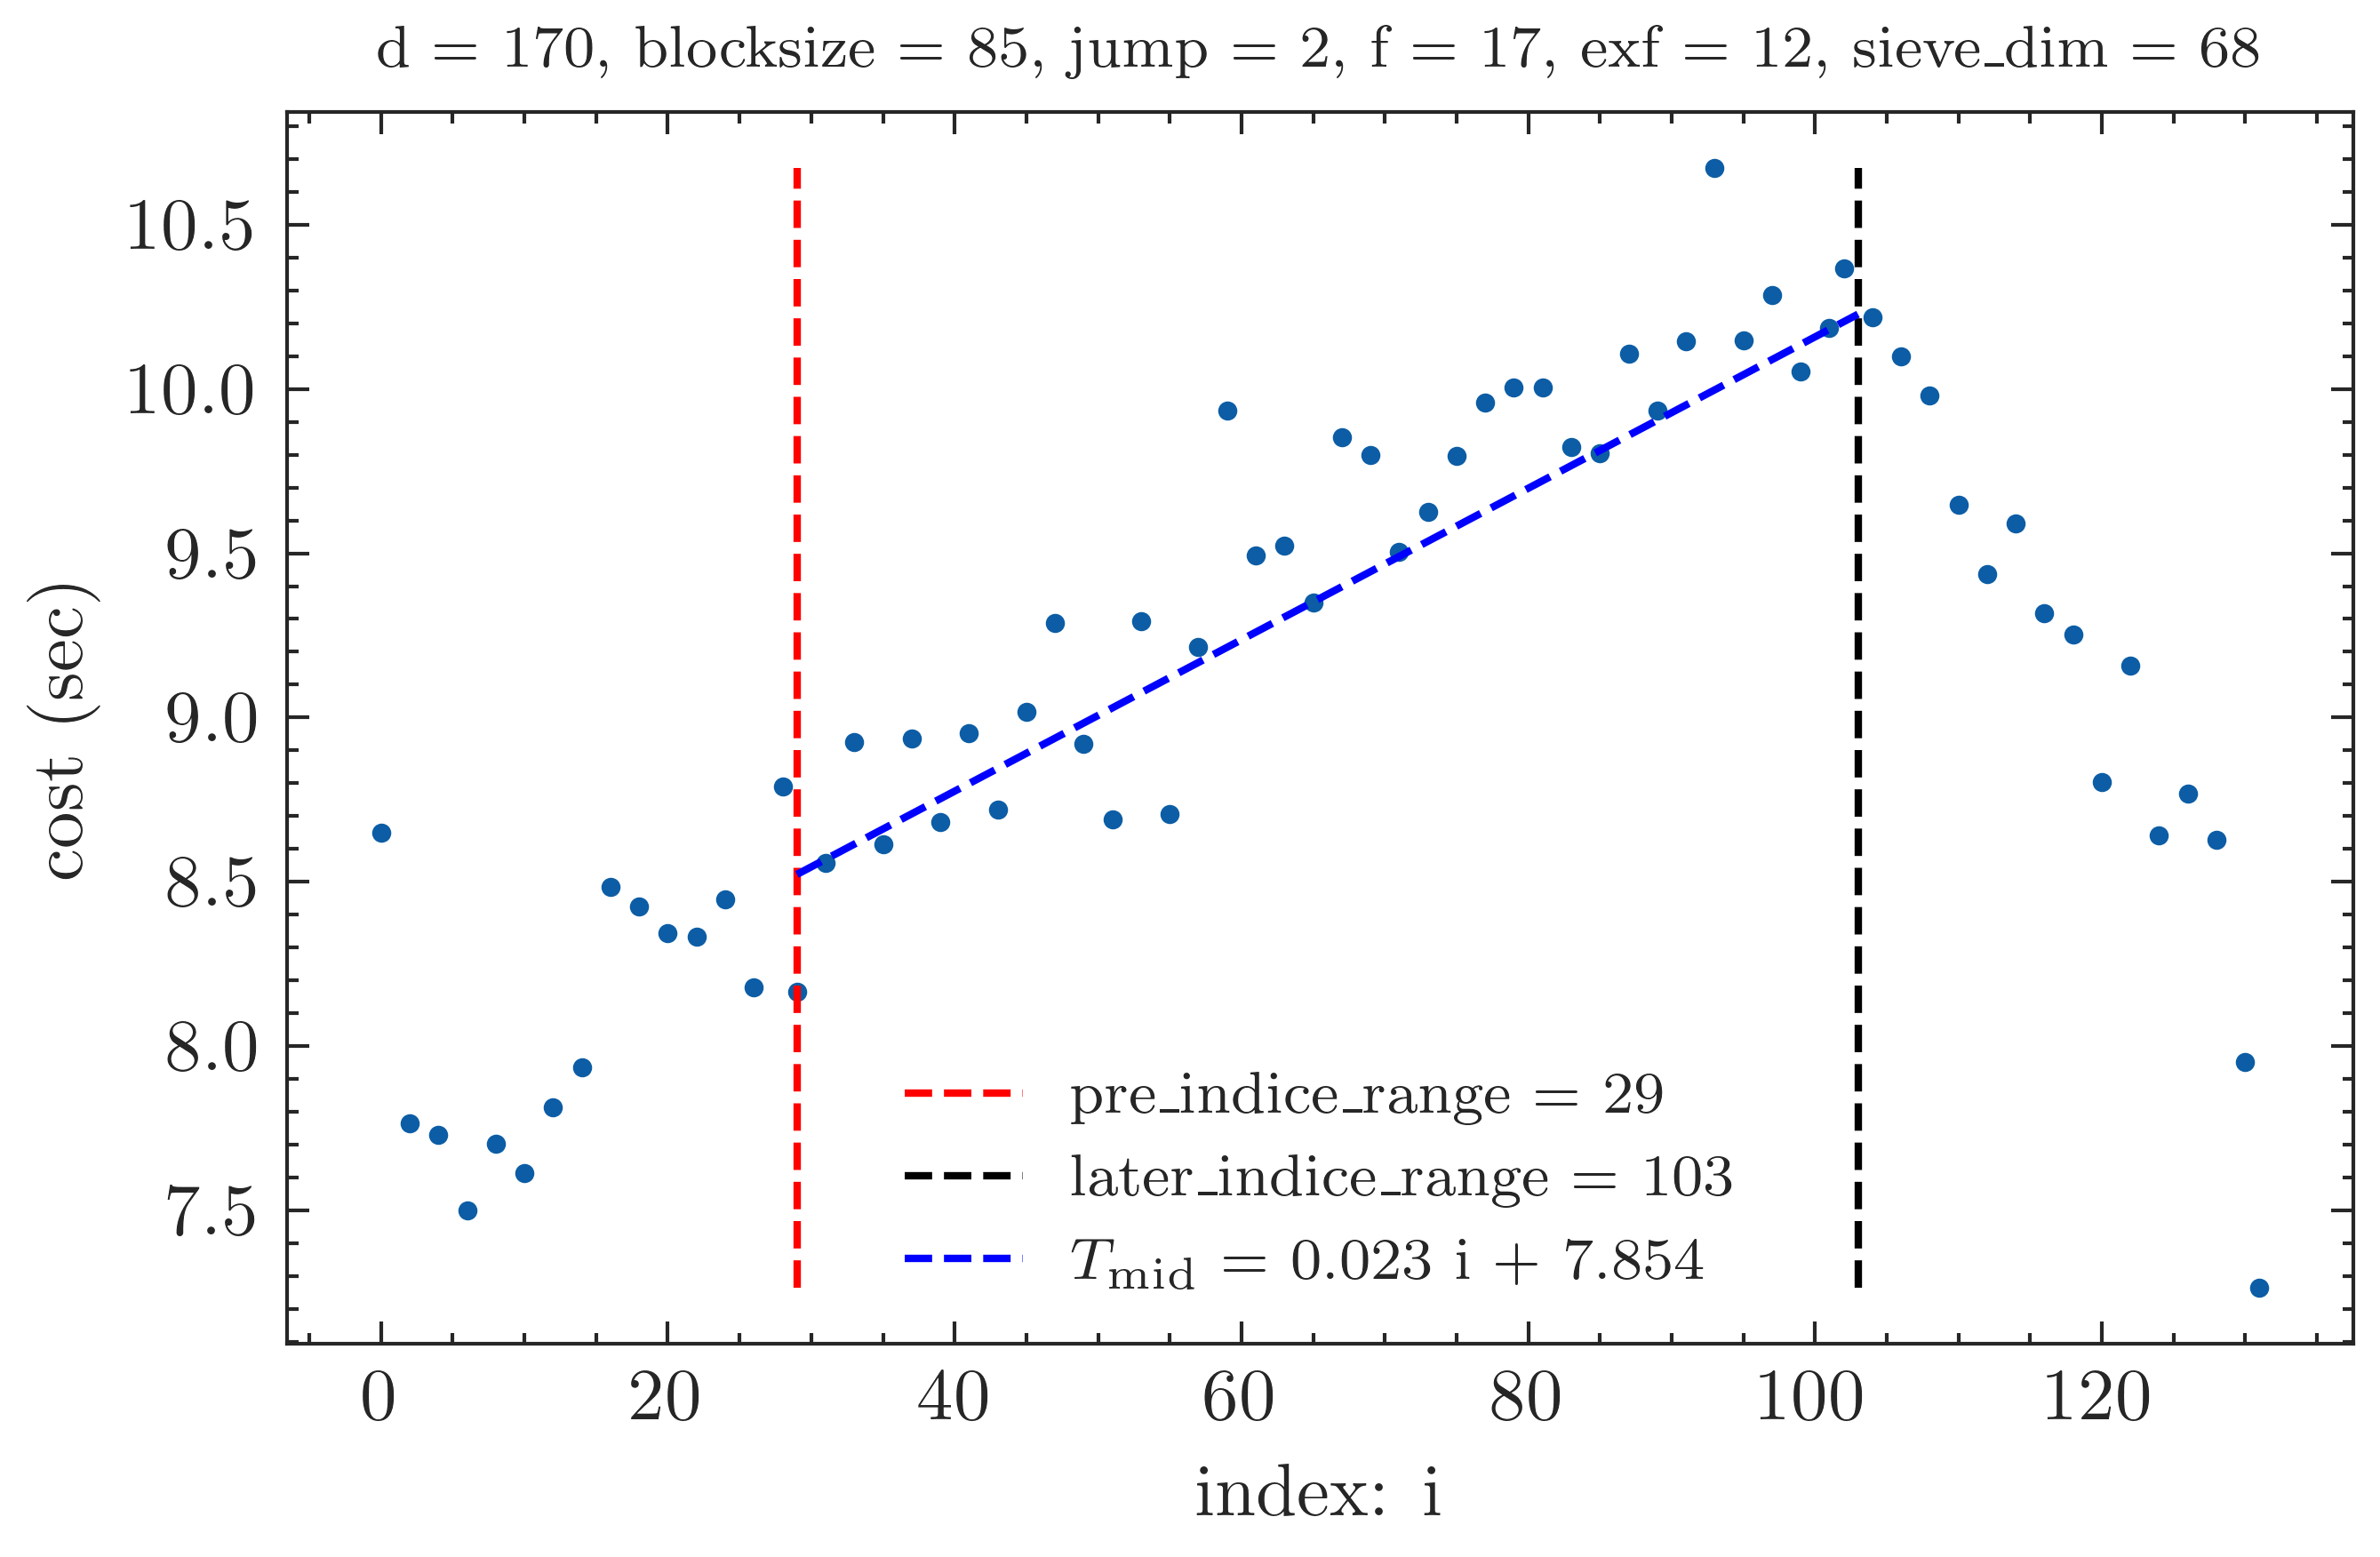 d = 170, blocksize = 85, jump = 2, f = 17, exf = 12, sieve_dim = 68
cost (sec)
10.5
10.0
9.5
9.0
8.5
8.0
7.5
pre_indice_range = 29
later_indice_range = 103
T_mid = 0.023 i + 7.854
0 20 40 60 80 100 120
index: i